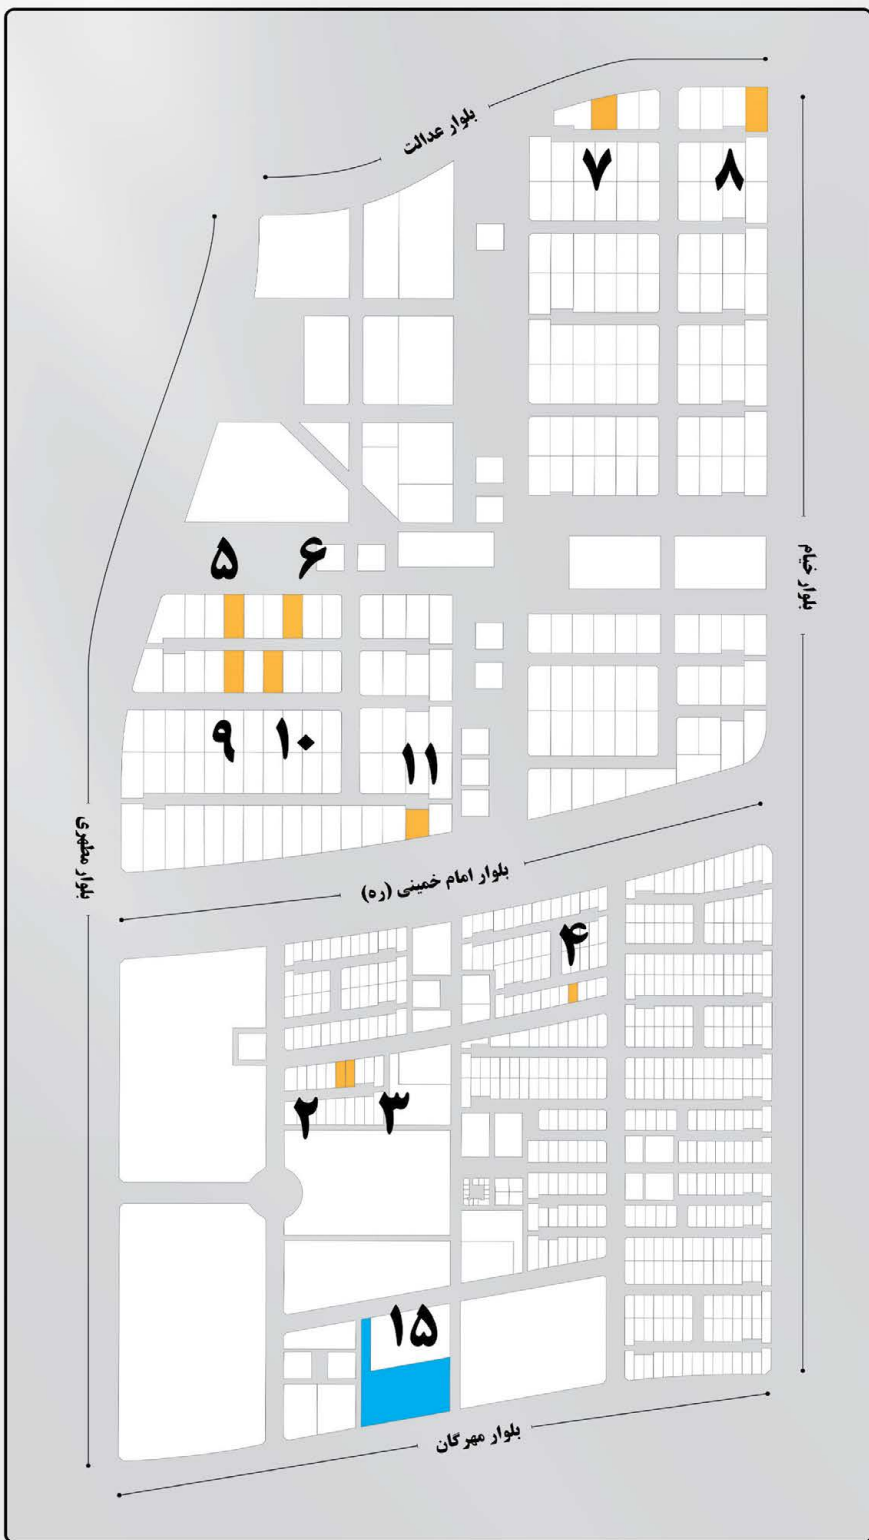 بلوار عدالت
۸
۷
بلوار خیام
۶
۵
۱۰
۹
۱۱
بلوار مطهری
بلوار امام خمینی (ره)
۴
۳
۲
۱۵
بلوار مهرگان